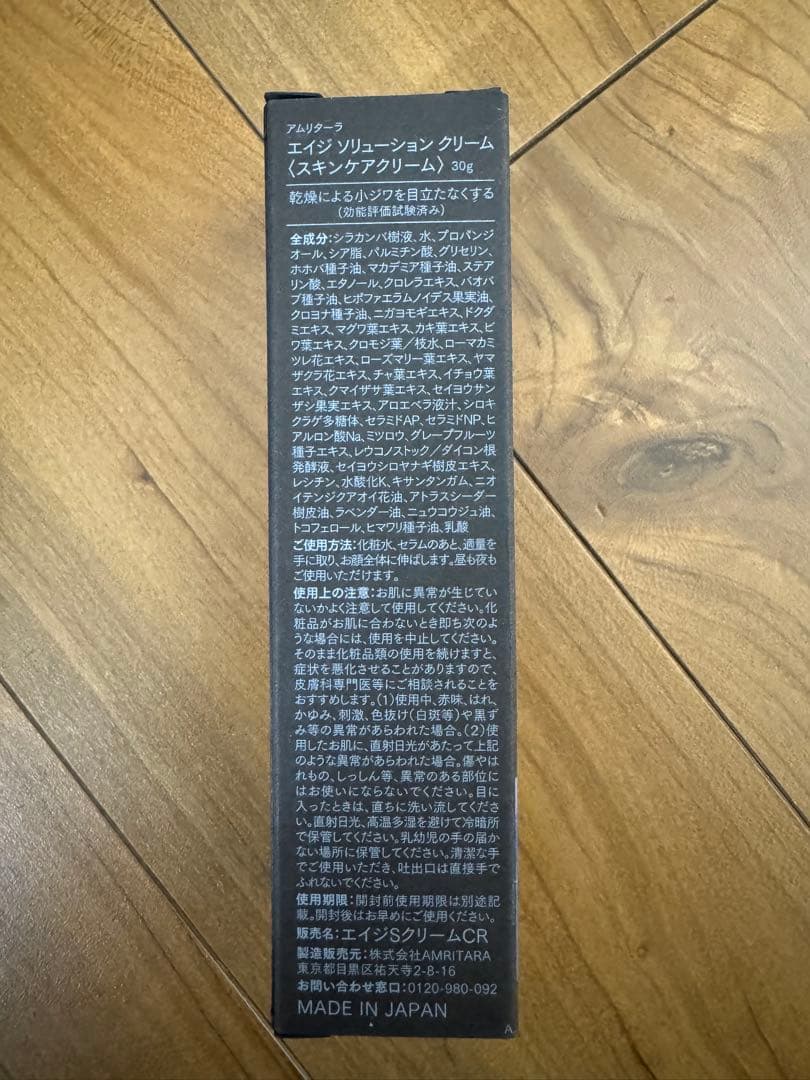 アムリターラ
エイジ ソリューション クリーム
〈スキンケアクリーム〉 30g
乾燥による小ジワを目立たなくする
(効能評価試験済み)
全成分:シラカンバ樹液、水、プロパンジ
オール、シア脂、パルミチン酸、グリセリン、
ホホバ種子油、マカデミア種子油、ステア
リン酸、エタノール、クロレラエキス、バオバ
ブ種子油、ヒポファエラムノイデス果実油、
クロヨナ種子油、ニガヨモギエキス、ドクダ
ミエキス、マグワ葉エキス、カキ葉エキス、ビ
ワ葉エキス、クロモジ葉/枝水、ローマカミ
ツレ花エキス、ローズマリー葉エキス、ヤマ
ザクラ花エキス、チャ葉エキス、イチョウ葉
エキス、クマイザサ葉エキス、セイヨウサン
ザシ果実エキス、アロエベラ液汁、シロキ
クラゲ多糖体、セラミドAP、セラミドNP、ヒ
アルロン酸Na、ミツロウ、グレープフルーツ
種子エキス、レウコノストック/ダイコン根
発酵液、セイヨウシロヤナギ樹皮エキス、
レシチン、水酸化K、キサンタンガム、ニオ
イテンジクアオイ花油、アトラスシーダー
樹皮油、ラベンダー油、ニュウコウジュ油、
トコフェロール、ヒマワリ種子油、乳酸
ご使用方法:化粧水、セラムのあと、適量を
手に取り、お顔全体に伸ばします。昼も夜も
ご使用いただけます。
使用上の注意:お肌に異常が生じてい
ないかよく注意して使用してください。化
粧品がお肌に合わないとき即ち次のよ
うな場合には、使用を中止してください。
そのまま化粧品類の使用を続けますと、
症状を悪化させることがありますので、
皮膚科専門医等にご相談されることを
おすすめします。(1)使用中、赤味、はれ、
かゆみ、刺激、色抜け(白斑等)や黒ず
み等の異常があらわれた場合。(2)使
用したお肌に、直射日光があたって上記
のような異常があらわれた場合。傷やは
れもの、しっしん等、異常のある部位に
はお使いにならないでください。目に
入ったときは、直ちに洗い流してくださ
い。直射日光、高温多湿を避けて冷暗所
で保管してください。乳幼児の手の届か
ない場所に保管してください。清潔な手
でご使用いただき、吐出口は直接手で
ふれないでください。
使用期限:開封前使用期限は別途記
載。開封後はお早めにご使用ください。
販売名:エイジSクリームCR
製造販売元:株式会社AMRITARA
東京都目黒区祐天寺2-8-16
お問い合わせ窓口:0120-980-092
MADE IN JAPAN
A